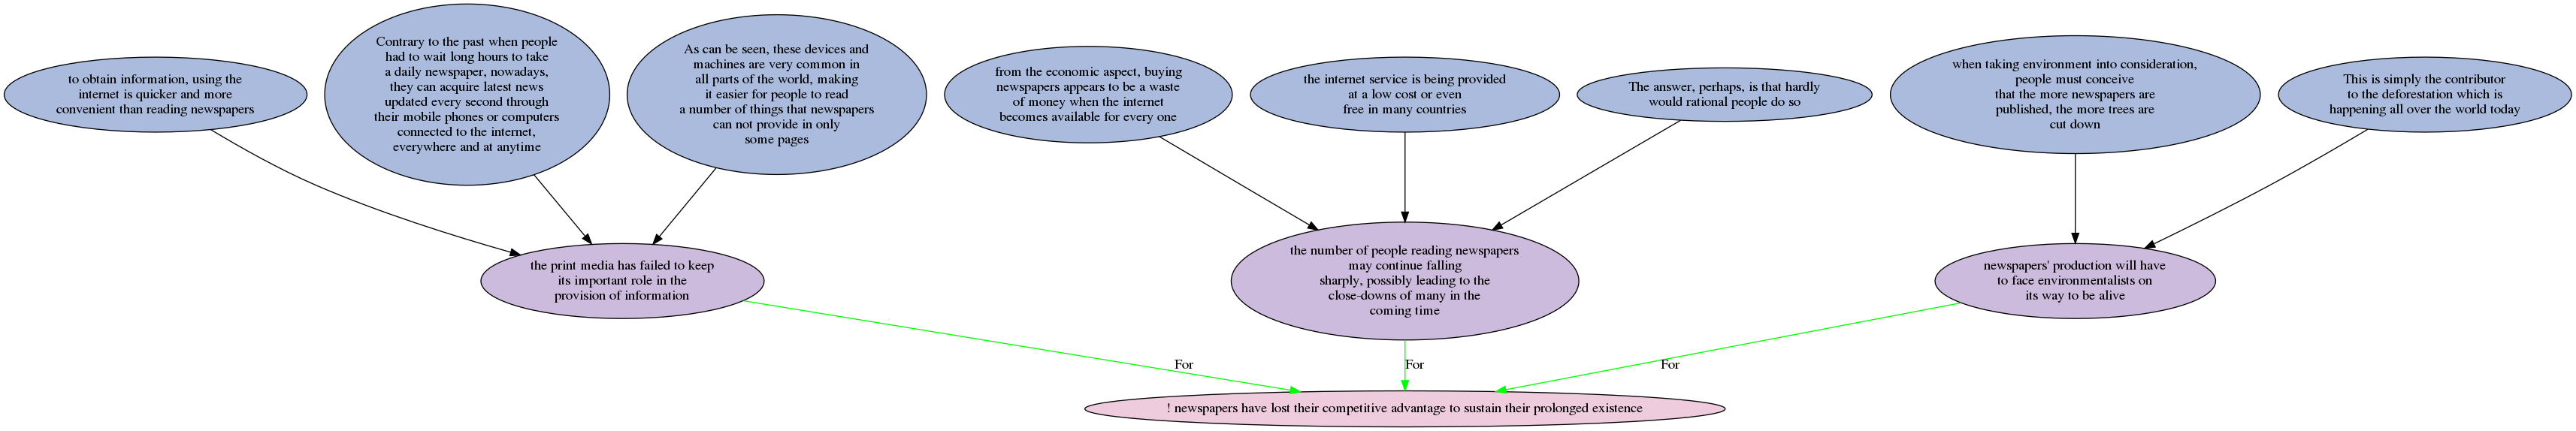 to obtain information, using the
internet is quicker and more
convenient than reading newspapers
Contrary to the past when people
had to wait long hours to take
a daily newspaper, nowadays,
they can acquire latest news
updated every second through
their mobile phones or computers
connected to the internet,
everywhere and at anytime
As can be seen, these devices and
machines are very common in
all parts of the world, making
it easier for people to read
a number of things that newspapers
can not provide in only
some pages
from the economic aspect, buying
newspapers appears to be a waste
of money when the internet
becomes available for every one
the internet service is being provided
at a low cost or even
free in many countries
The answer, perhaps, is that hardly
would rational people do so
when taking environment into consideration,
people must conceive
that the more newspapers are
published, the more trees are
cut down
This is simply the contributor
to the deforestation which is
happening all over the world today
the print media has failed to keep
its important role in the
provision of information
the number of people reading newspapers
may continue falling
sharply, possibly leading to the
close-downs of many in the
coming time
newspapers' production will have
to face environmentalists on
its way to be alive
For
For
For
! newspapers have lost their competitive advantage to sustain their prolonged existence